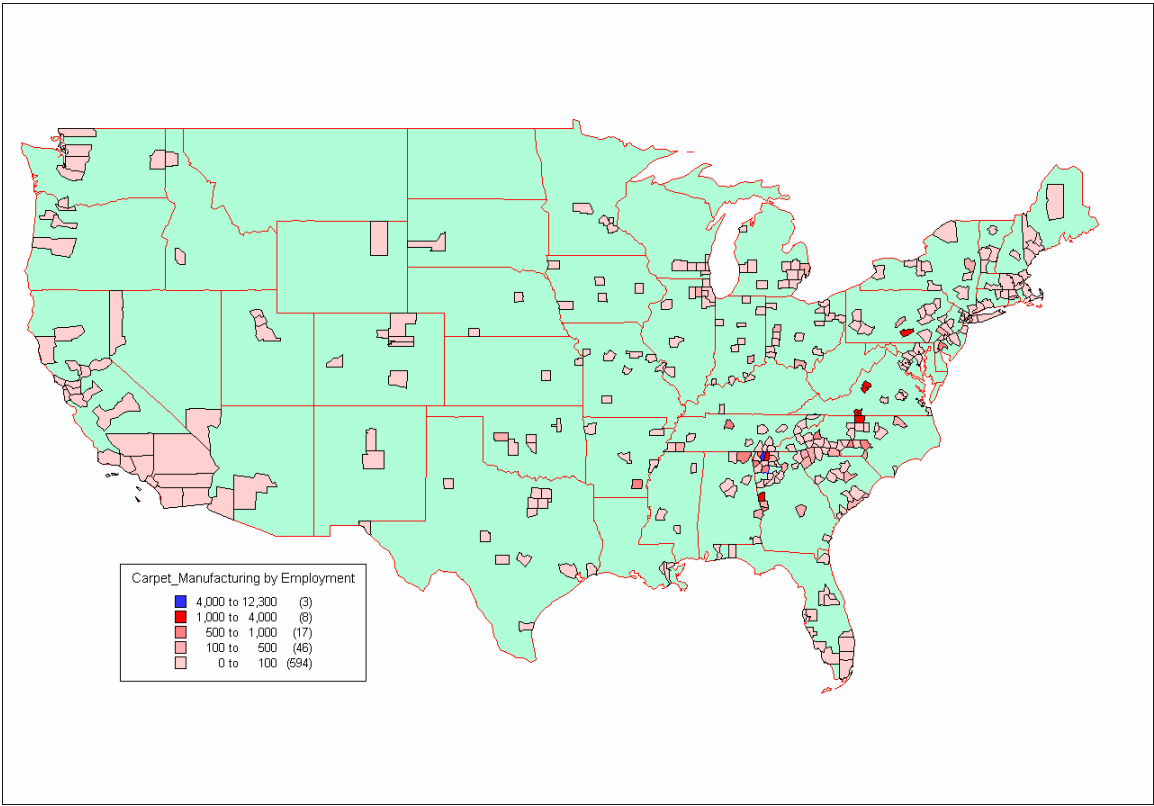 Carpet_Manufacturing by Employment
4,000 to 12,300 (3)
1,000 to 4,000 (8)
500 to 1,000 (17)
100 to 500 (46)
0 to 100 (594)